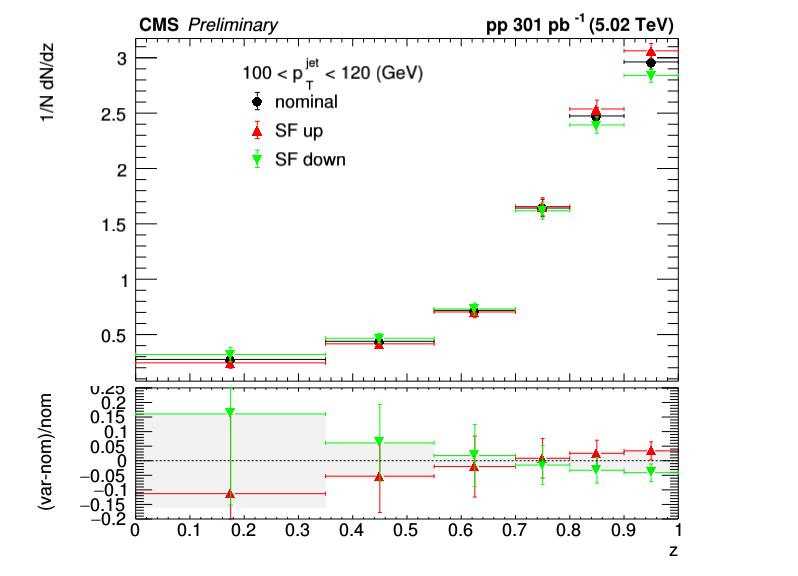 CMS Preliminary pp 301 pb -1 (5.02 TeV)
1/N dN/dz
3
2.5
2
1.5
1
0.5
100 < p T jet < 120 (GeV)
nominal
SF up
SF down
(var-nom)/nom
0.25
0.2
0.15
0.1
0.05
0
−0.05
−0.1
−0.15
−0.2
0 0.1 0.2 0.3 0.4 0.5 0.6 0.7 0.8 0.9 1
z